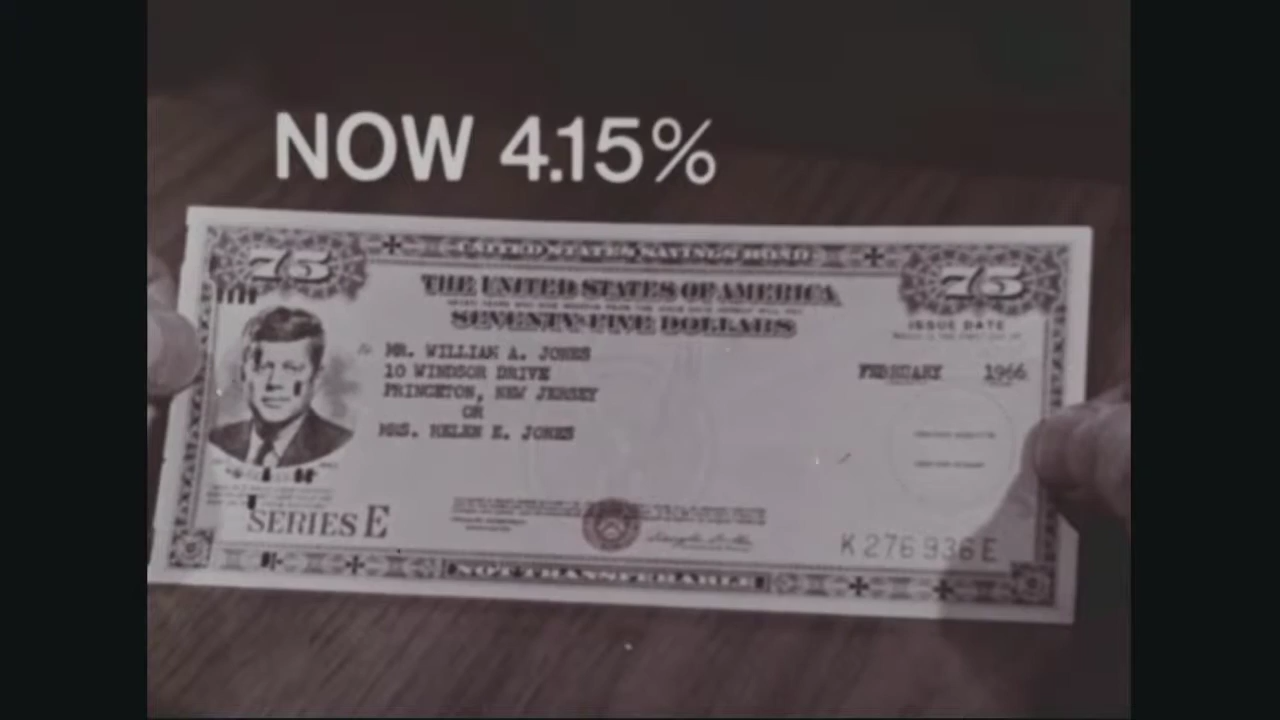 NOW 4.15%
UNITED STATES SAVINGS BOND
75
75
THE UNITED STATES OF AMERICA
SEVENTY-FIVE DOLLARS
ISSUE DATE
MR. WILLIAM A. JONES
10 WINDSOR DRIVE
PRINCETON, NEW JERSEY
OR
MRS. HELEN E. JONES
FEBRUARY 1966
SERIES E
K 276 936 E
NOT TRANSFERABLE